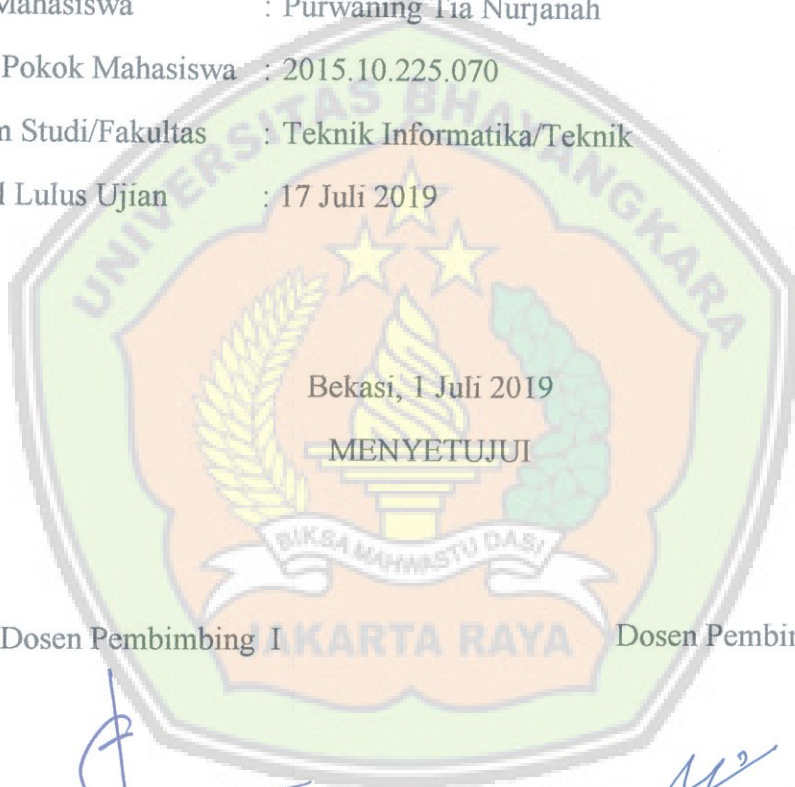 Mahasiswa : Purwaning Tia Nurjanah
Pokok Mahasiswa : 2015.10.225.070
Studi/Fakultas : Teknik Informatika/Teknik
Lulus Ujian : 17 Juli 2019
UNIVERSITAS BHAYANGKARA
Bekasi, 1 Juli 2019
MENYETUJUI
BIKSA MAHWASTU DASI
JAKARTA RAYA
Dosen Pembimbing I Dosen